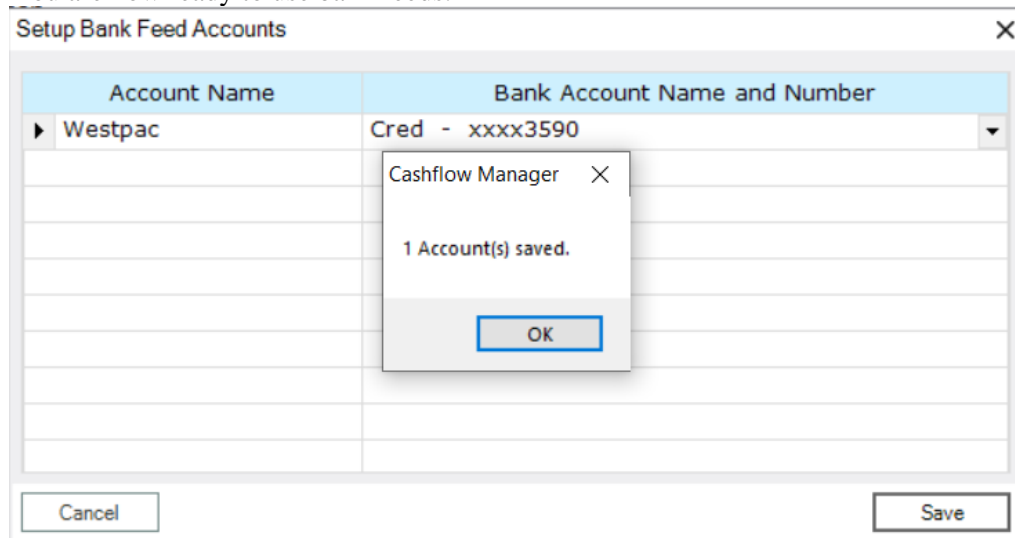 Setup Bank Feed Accounts
Account Name Bank Account Name and Number
Westpac Cred - xxxx3590
Cashflow Manager
1 Account(s) saved.
OK
Cancel Save